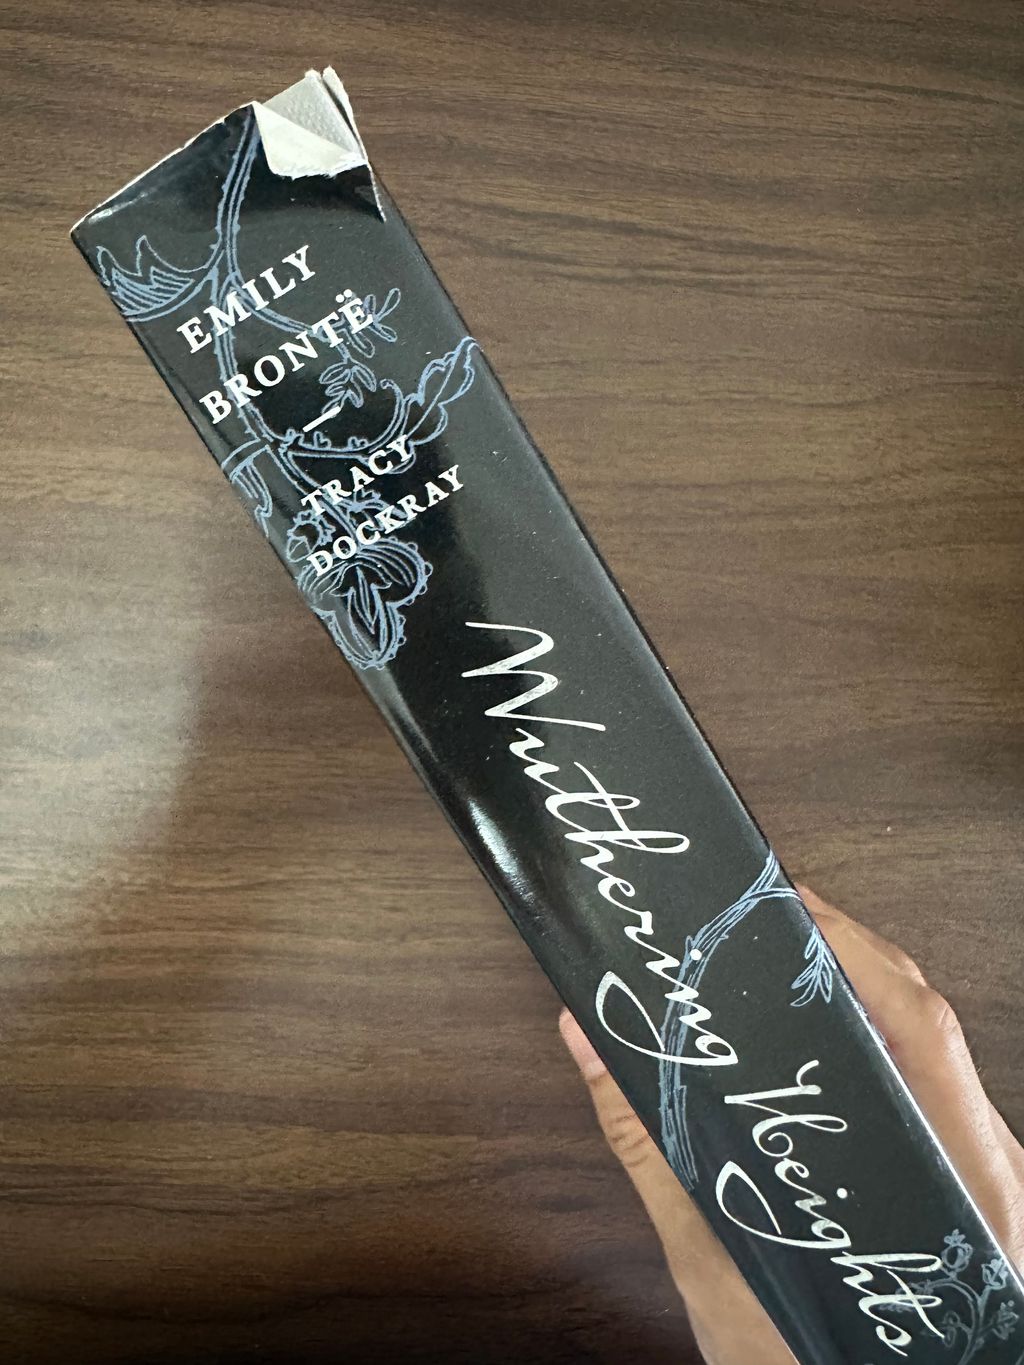 EMILY
BRONTË
—
TRACY
DOCKRAY
Wuthering Heights